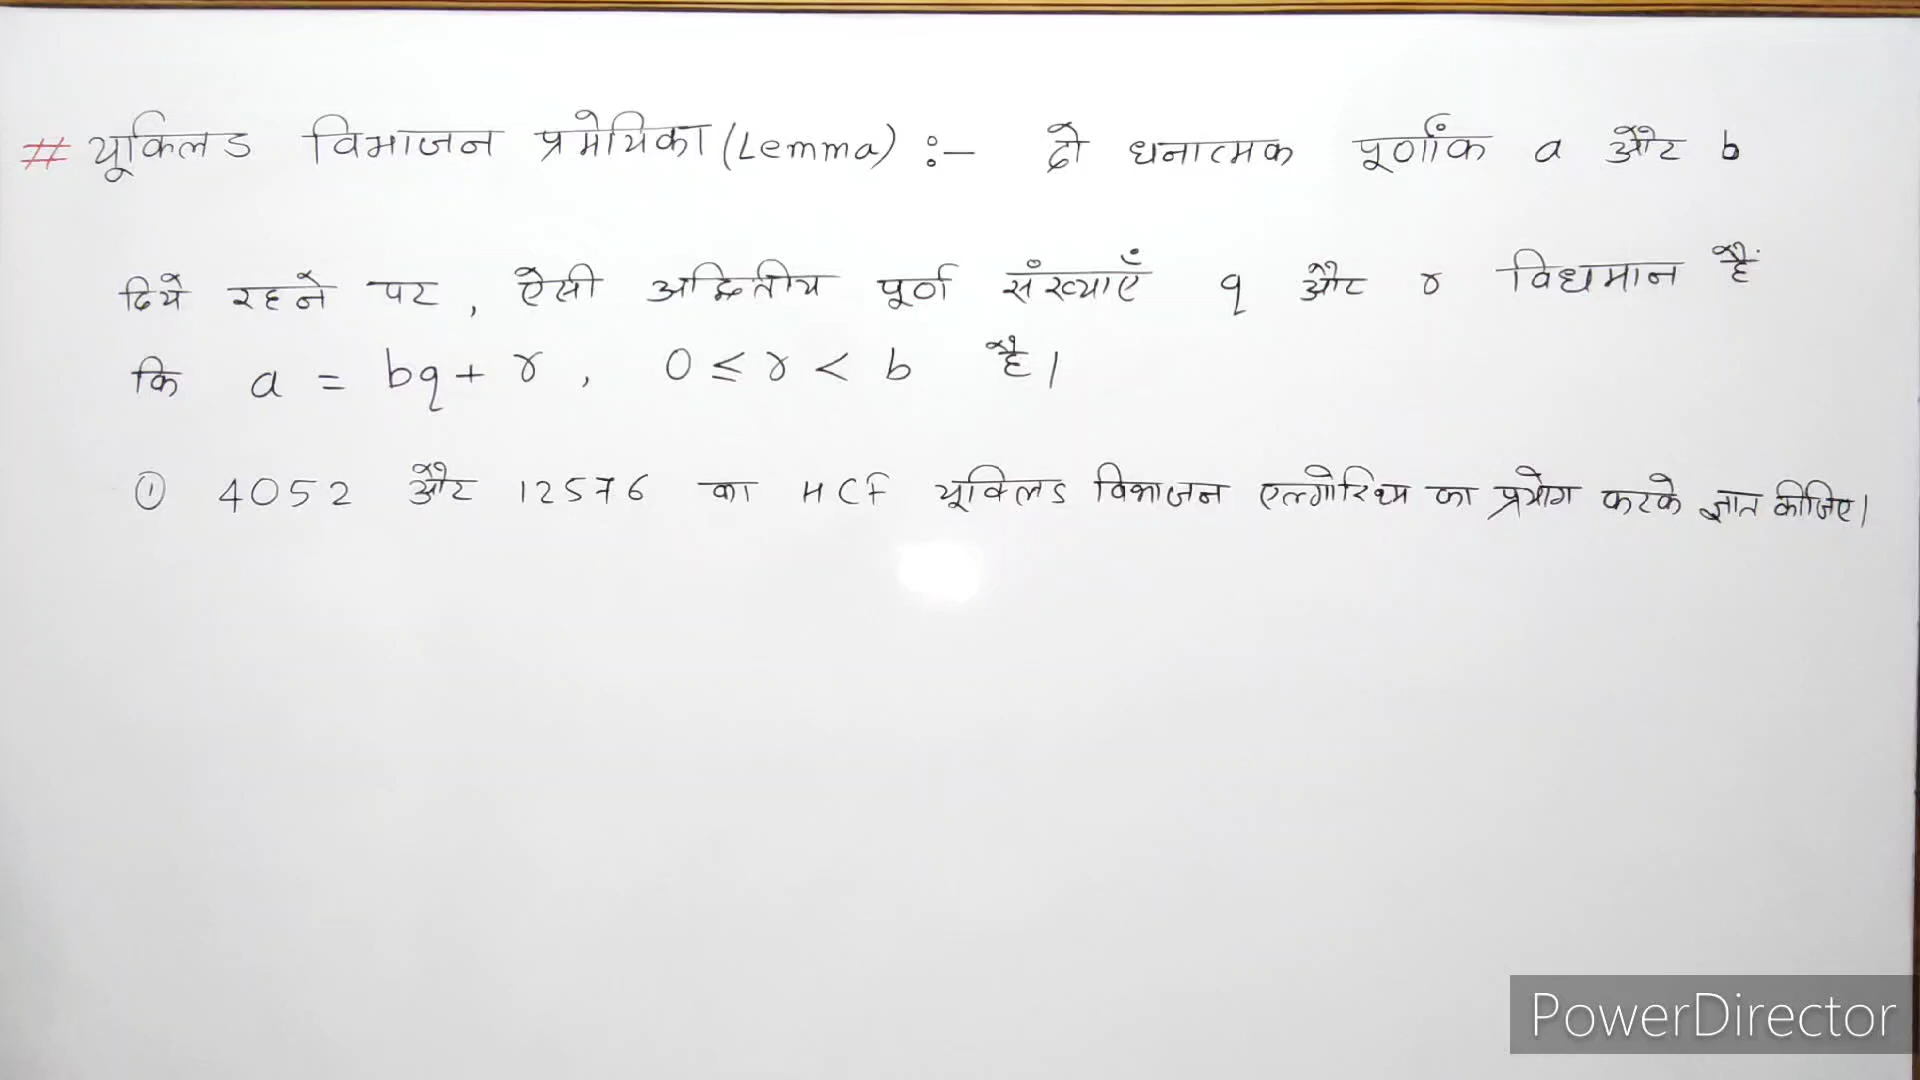 # यूक्लिड विभाजन प्रमेयिका (Lemma) :- दो धनात्मक पूर्णांक a और b
दिये रहने पर, ऐसी अद्वितीय पूर्ण संख्याएँ q और r विद्यमान हैं
कि a = bq + r, 0 ≤ r < b है।
① 4052 और 12576 का HCF यूक्लिड विभाजन एल्गोरिथ्म का प्रयोग करके ज्ञात कीजिए।
PowerDirector